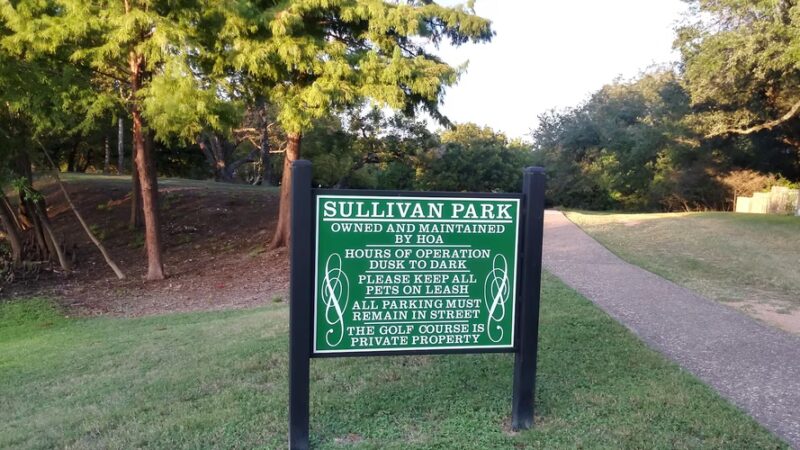 SULLIVAN PARK
OWNED AND MAINTAINED
BY HOA
HOURS OF OPERATION
DUSK TO DARK
PLEASE KEEP ALL
PETS ON LEASH
ALL PARKING MUST
REMAIN IN STREET
THE GOLF COURSE IS
PRIVATE PROPERTY